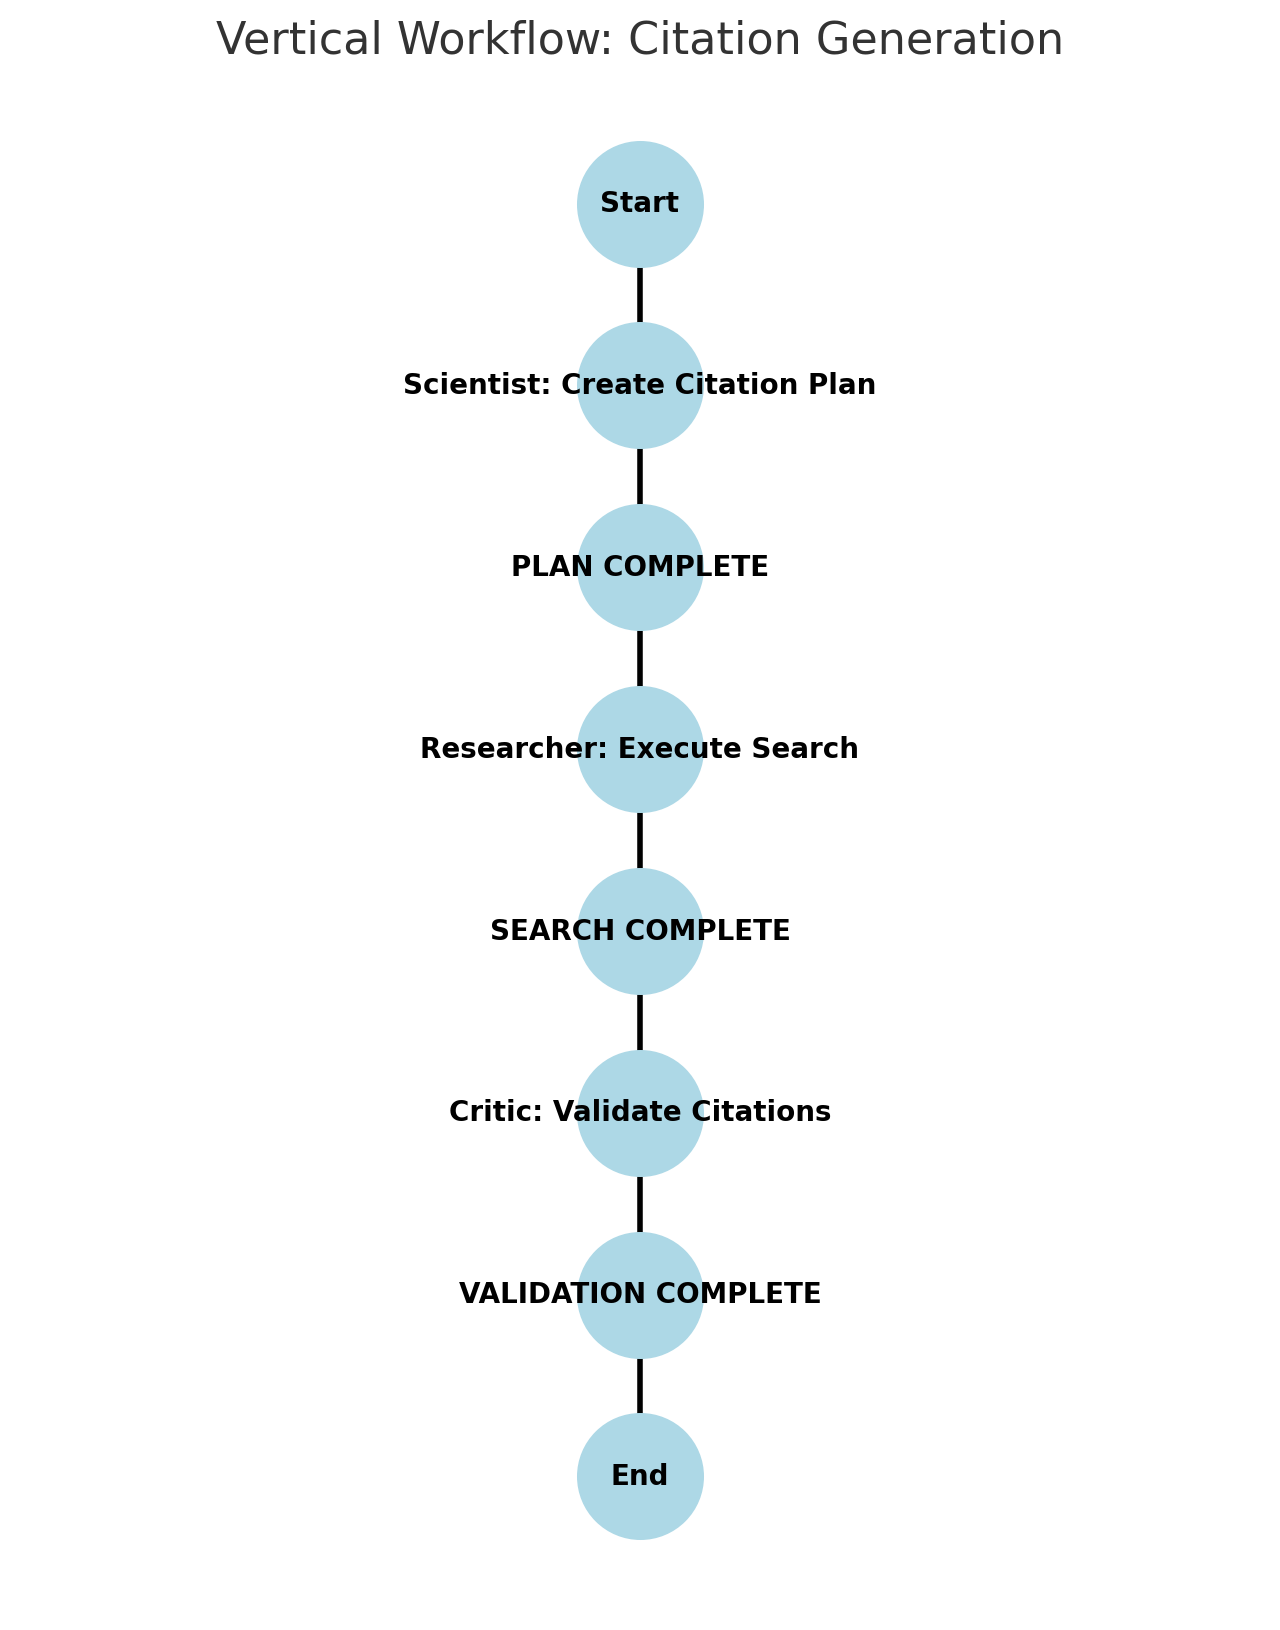 Vertical Workflow: Citation Generation
Start
Scientist: Create Citation Plan
PLAN COMPLETE
Researcher: Execute Search
SEARCH COMPLETE
Critic: Validate Citations
VALIDATION COMPLETE
End